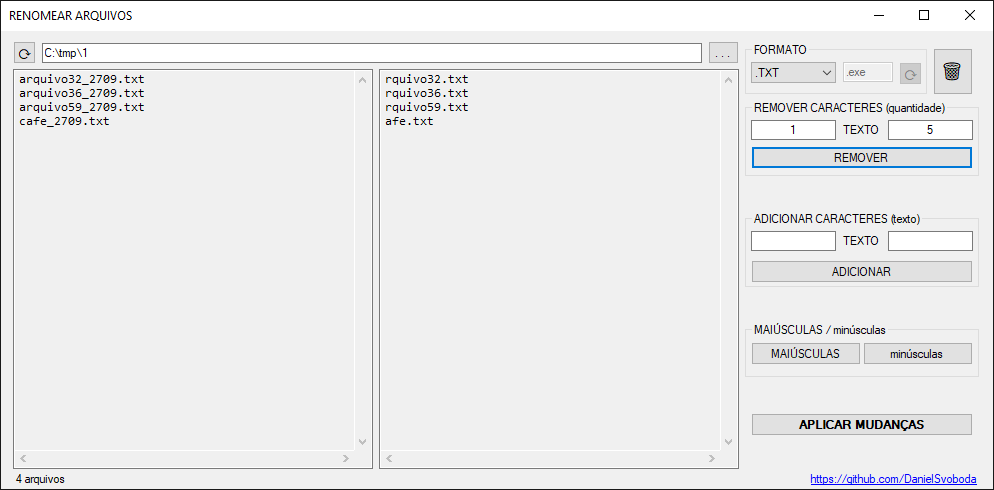 RENOMEAR ARQUIVOS
C:\tmp\1
...
arquivo32_2709.txt
arquivo36_2709.txt
arquivo59_2709.txt
cafe_2709.txt
rquivo32.txt
rquivo36.txt
rquivo59.txt
afe.txt
FORMATO
.TXT
.exe
REMOVER CARACTERES (quantidade)
1 TEXTO 5
REMOVER
ADICIONAR CARACTERES (texto)
TEXTO
ADICIONAR
MAIÚSCULAS / minúsculas
MAIÚSCULAS minúsculas
APLICAR MUDANÇAS
4 arquivos
https://github.com/DanielSvoboda